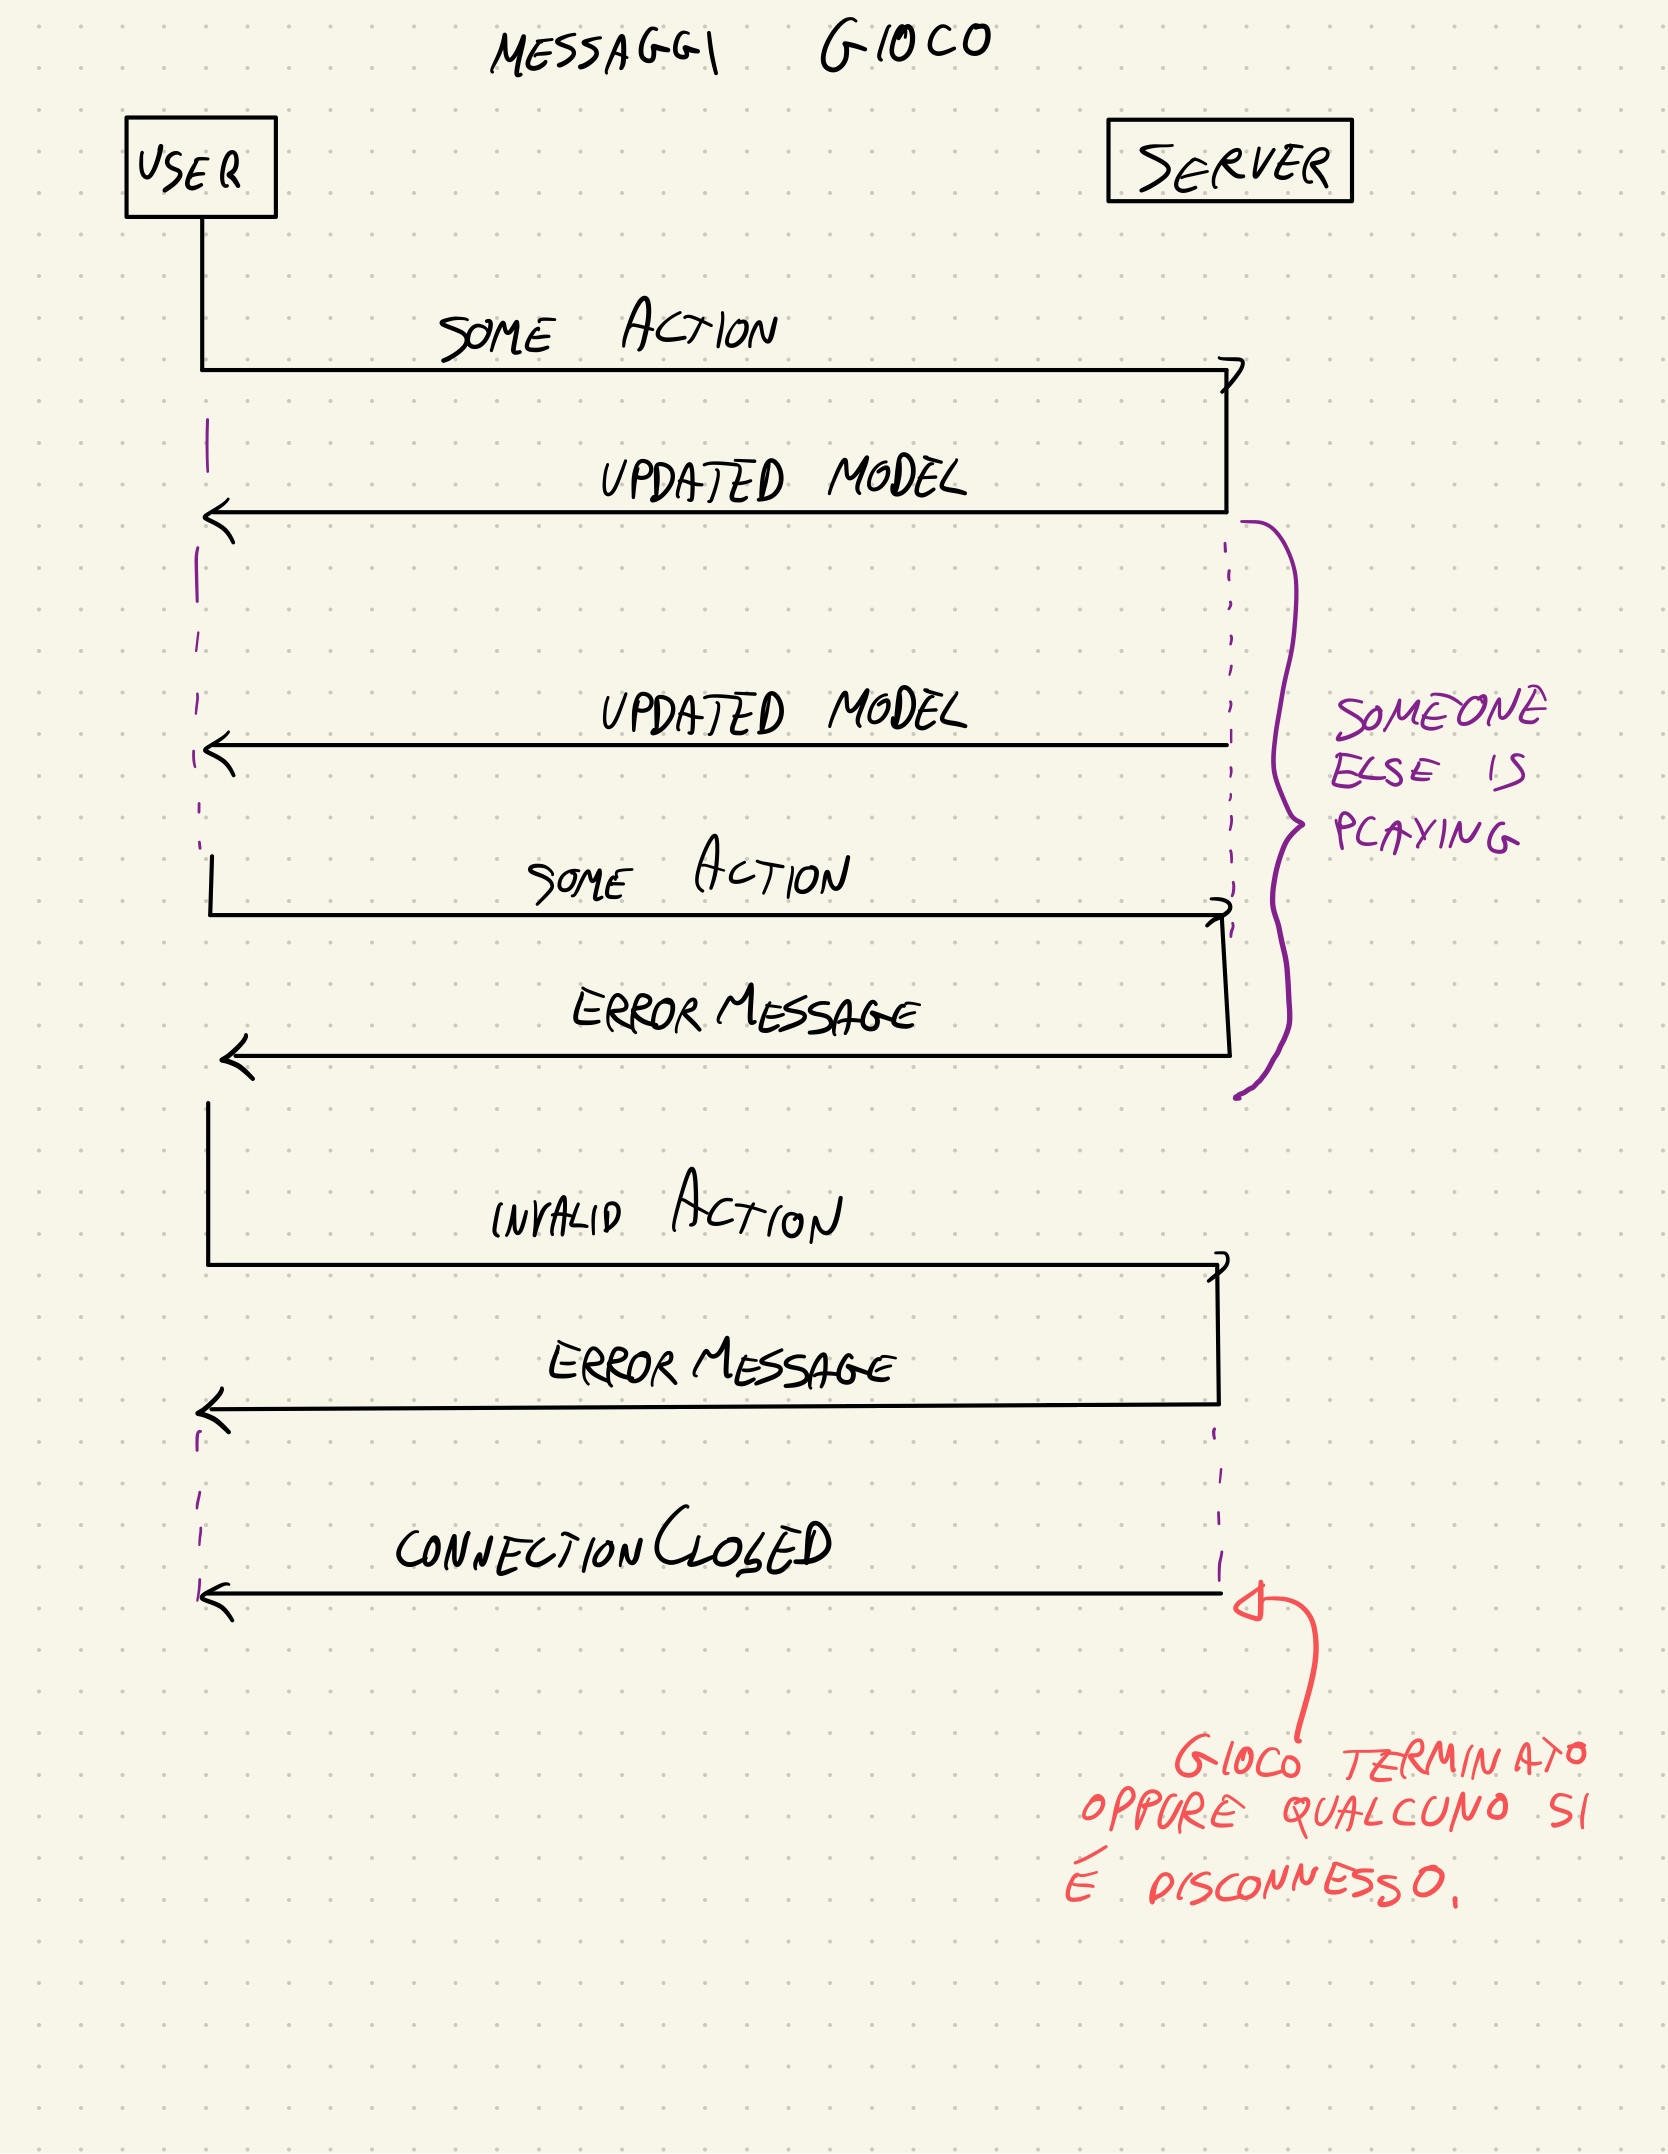 MESSAGGI GIOCO
USER
SERVER
SOME ACTION
UPDATED MODEL
UPDATED MODEL
SOMEONE
ELSE IS
PLAYING
SOME ACTION
ERROR MESSAGE
INVALID ACTION
ERROR MESSAGE
CONNECTION CLOSED
GIOCO TERMINATO
OPPURE QUALCUNO SI
É DISCONNESSO.